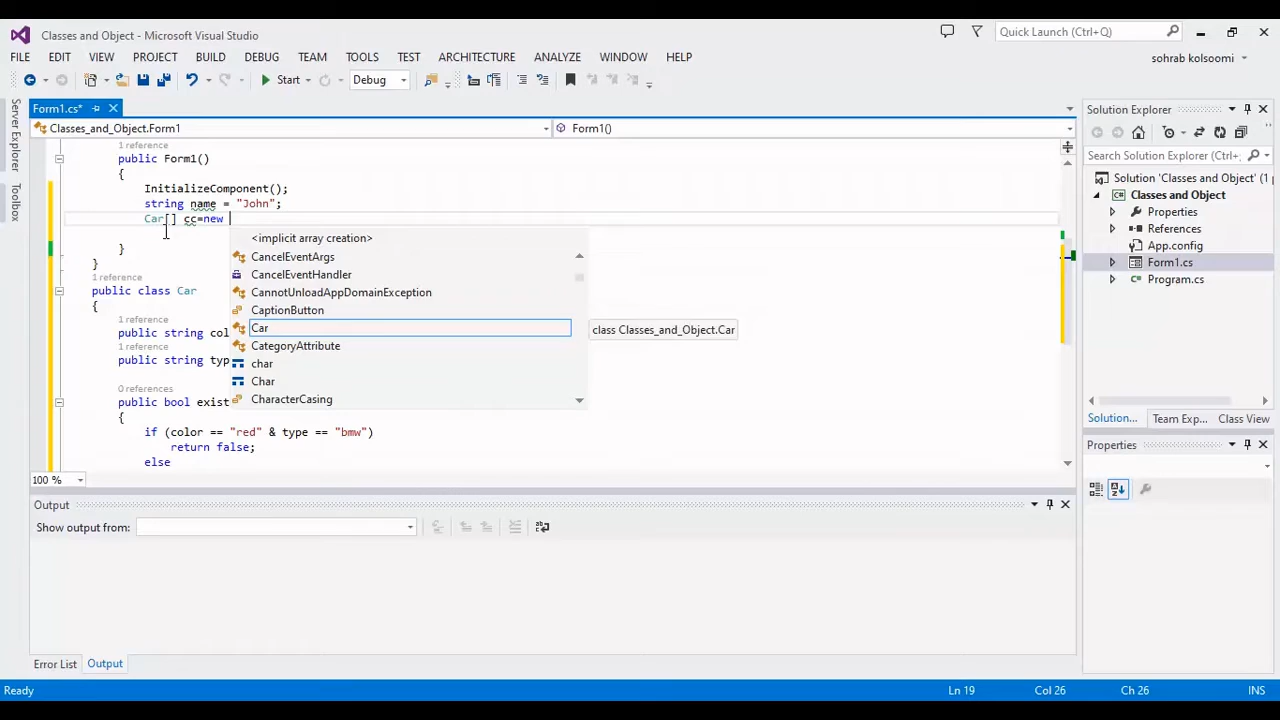 Classes and Object - Microsoft Visual Studio
Quick Launch (Ctrl+Q)
FILE EDIT VIEW PROJECT BUILD DEBUG TEAM TOOLS TEST ARCHITECTURE ANALYZE WINDOW HELP
sohrab kolsoomi
Start
Debug
Server Explorer
Toolbox
Form1.cs*
Classes_and_Object.Form1
Form1()
1 reference
public Form1()
{
InitializeComponent();
string name = "John";
Car[] cc=new
}
}
1 reference
public class Car
{
1 reference
public string col
1 reference
public string typ
0 references
public bool exist
{
if (color == "red" & type == "bmw")
return false;
else
<implicit array creation>
CancelEventArgs
CancelEventHandler
CannotUnloadAppDomainException
CaptionButton
Car
CategoryAttribute
char
Char
CharacterCasing
class Classes_and_Object.Car
100 %
Output
Show output from:
Error List
Output
Solution Explorer
Search Solution Explorer (Ctrl+
Solution 'Classes and Object' (1 p
Classes and Object
Properties
References
App.config
Form1.cs
Program.cs
Solution...
Team Exp...
Class View
Properties
Ready
Ln 19
Col 26
Ch 26
INS